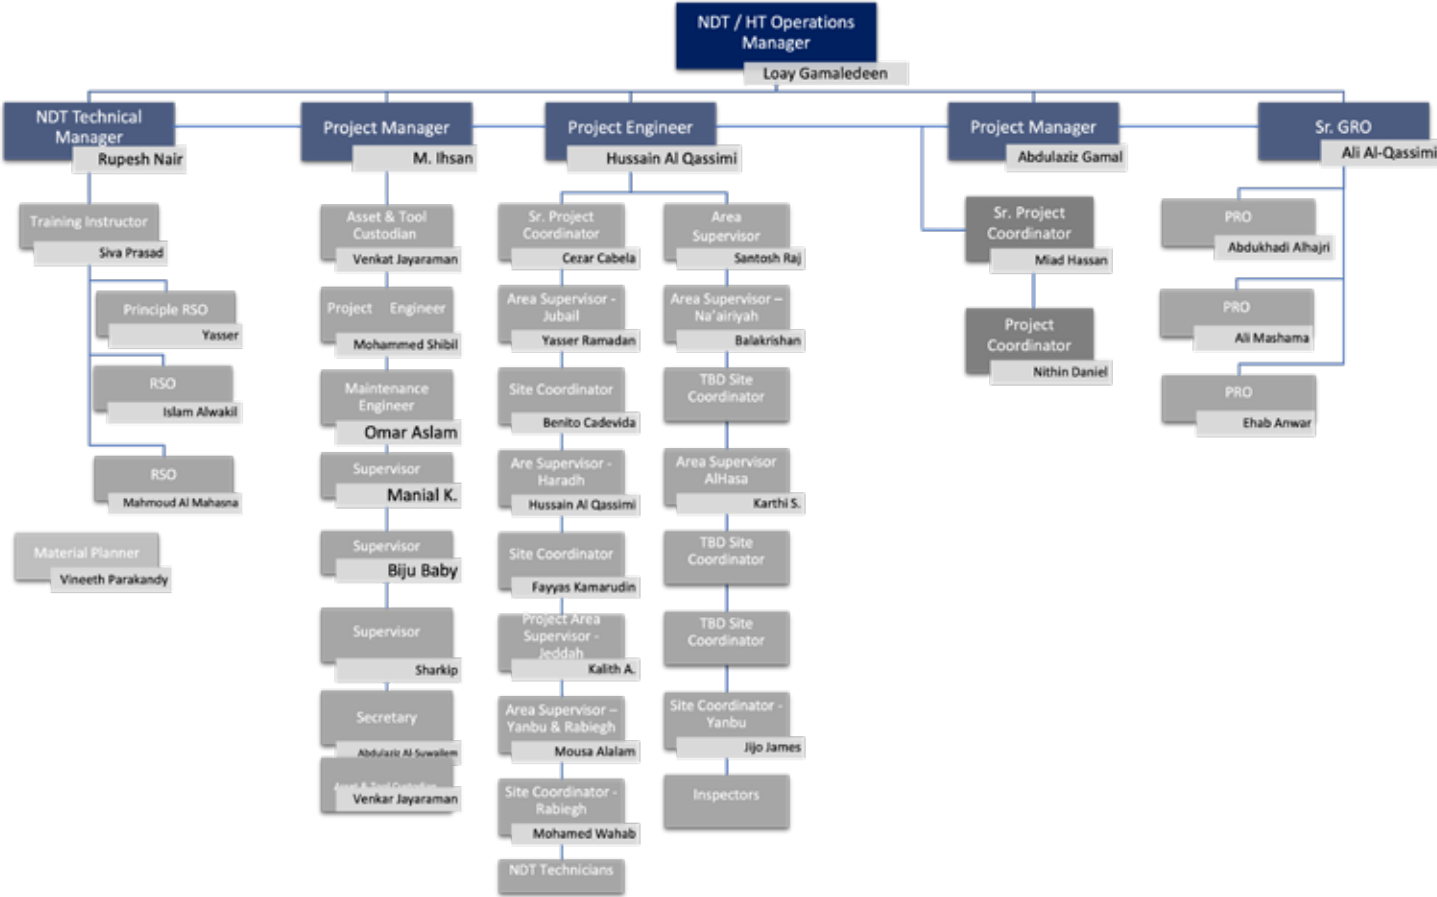 NDT / HT Operations
Manager
Loay Gamaledeen
NDT Technical
Manager
Rupesh Nair
Training Instructor
Siva Prasad
Principle RSO
Yasser
RSO
Islam Alwakil
RSO
Mahmoud Al Mahasna
Material Planner
Vineeth Parakandy
Project Manager
M. Ihsan
Asset & Tool
Custodian
Venkat Jayaraman
Project Engineer
Mohammed Shibil
Maintenance
Engineer
Omar Aslam
Supervisor
Manial K.
Supervisor
Biju Baby
Supervisor
Sharkip
Secretary
Abdulaziz Al-Suwailem
Asset & Tool Custodian
Venkar Jayaraman
Project Engineer
Hussain Al Qassimi
Sr. Project
Coordinator
Cezar Cabela
Area Supervisor -
Jubail
Yasser Ramadan
Site Coordinator
Benito Cadevida
Are Supervisor -
Haradh
Hussain Al Qassimi
Site Coordinator
Fayyas Kamarudin
Project Area
Supervisor -
Jeddah
Kalith A.
Area Supervisor –
Yanbu & Rabiegh
Mousa Alalam
Site Coordinator -
Rabiegh
Mohamed Wahab
NDT Technicians
Area
Supervisor
Santosh Raj
Area Supervisor –
Na'airiyah
Balakrishan
TBD Site
Coordinator
Area Supervisor
AlHasa
Karthi S.
TBD Site
Coordinator
TBD Site
Coordinator
Site Coordinator -
Yanbu
Jijo James
Inspectors
Project Manager
Abdulaziz Gamal
Sr. Project
Coordinator
Miad Hassan
Project
Coordinator
Nithin Daniel
Sr. GRO
Ali Al-Qassimi
PRO
Abdukhadi Alhajri
PRO
Ali Mashama
PRO
Ehab Anwar